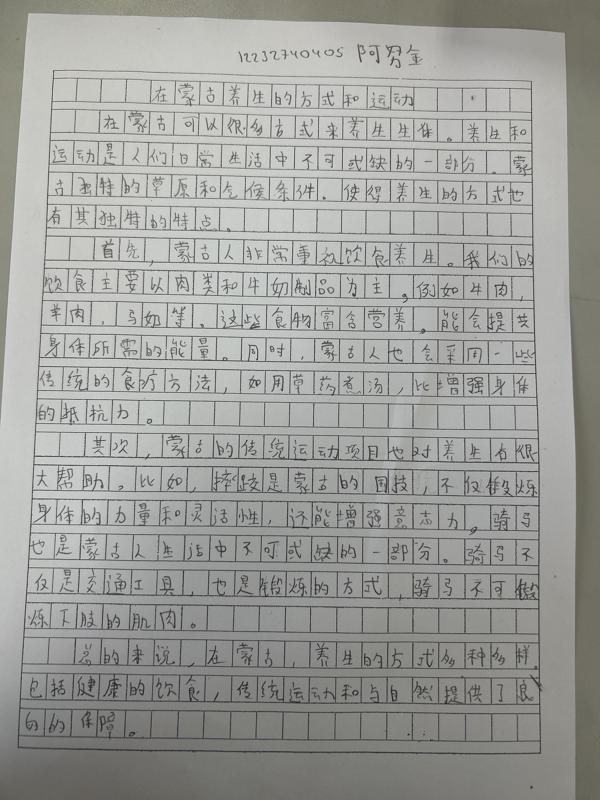 12232740405 阿努金
在蒙古养生的方式和运动
在蒙古可以很多古式来养生生体。养生和
运动是人们日常生活中不可或缺的一部分。蒙
古独特的草原和气侯条件。使得养生的方式也
有其独特的特点。
首先，蒙古人非常重视饮食养生。我们的
饮食主要以肉类和牛奶制品为主。例如牛肉，
羊肉，马奶等。这些食物富含营养。能会提共
身体所需的能量。同时，蒙古人也会采用一些
传统的食疗方法，如用草药煮汤，比增强身体
的抵抗力。
其次，蒙古的传统运动项目也对养生有很
大帮助。比如，摔跤是蒙古的国技，不仅锻炼
身体的力量和灵活性，还能增强意志力。骑马
也是蒙古人生活中不可或缺的一部分。骑马不
仅是交通工具，也是锻炼的方式，骑马不可锻
炼下肢的肌肉。
总的来说，在蒙古，养生的方式多种多样。
包括健康的饮食，传统运动和与自然提供了良
的保障。